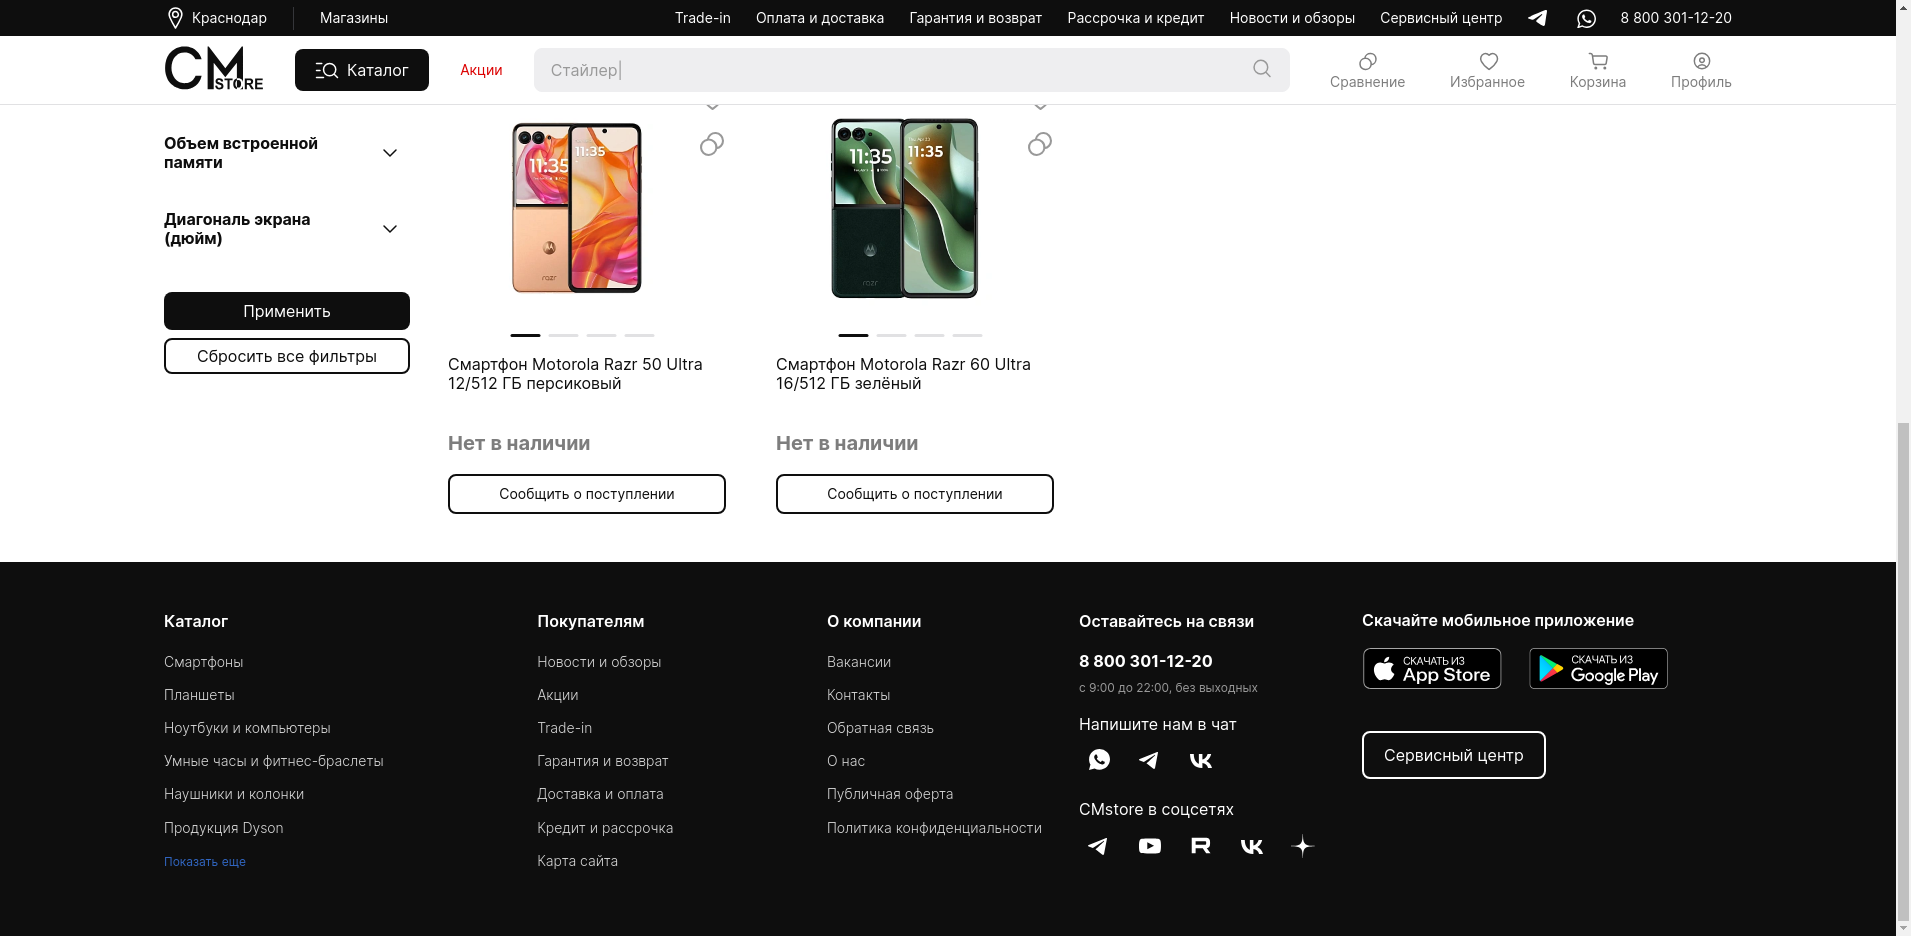 Краснодар
Магазины
Trade-in
Оплата и доставка
Гарантия и возврат
Рассрочка и кредит
Новости и обзоры
Сервисный центр
8 800 301-12-20
CM STORE
Каталог
Акции
Стайлер|
Сравнение
Избранное
Корзина
Профиль
Объем встроенной
памяти
Диагональ экрана
(дюйм)
Применить
Сбросить все фильтры
11:35
11:35
razr
Смартфон Motorola Razr 50 Ultra
12/512 ГБ персиковый
Нет в наличии
Сообщить о поступлении
11:35
11:35
razr
Смартфон Motorola Razr 60 Ultra
16/512 ГБ зелёный
Нет в наличии
Сообщить о поступлении
Каталог
Смартфоны
Планшеты
Ноутбуки и компьютеры
Умные часы и фитнес-браслеты
Наушники и колонки
Продукция Dyson
Показать еще
Покупателям
Новости и обзоры
Акции
Trade-in
Гарантия и возврат
Доставка и оплата
Кредит и рассрочка
Карта сайта
О компании
Вакансии
Контакты
Обратная связь
О нас
Публичная оферта
Политика конфиденциальности
Оставайтесь на связи
8 800 301-12-20
с 9:00 до 22:00, без выходных
Напишите нам в чат
CMstore в соцсетях
Скачайте мобильное приложение
СКАЧАТЬ ИЗ
App Store
СКАЧАТЬ ИЗ
Google Play
Сервисный центр